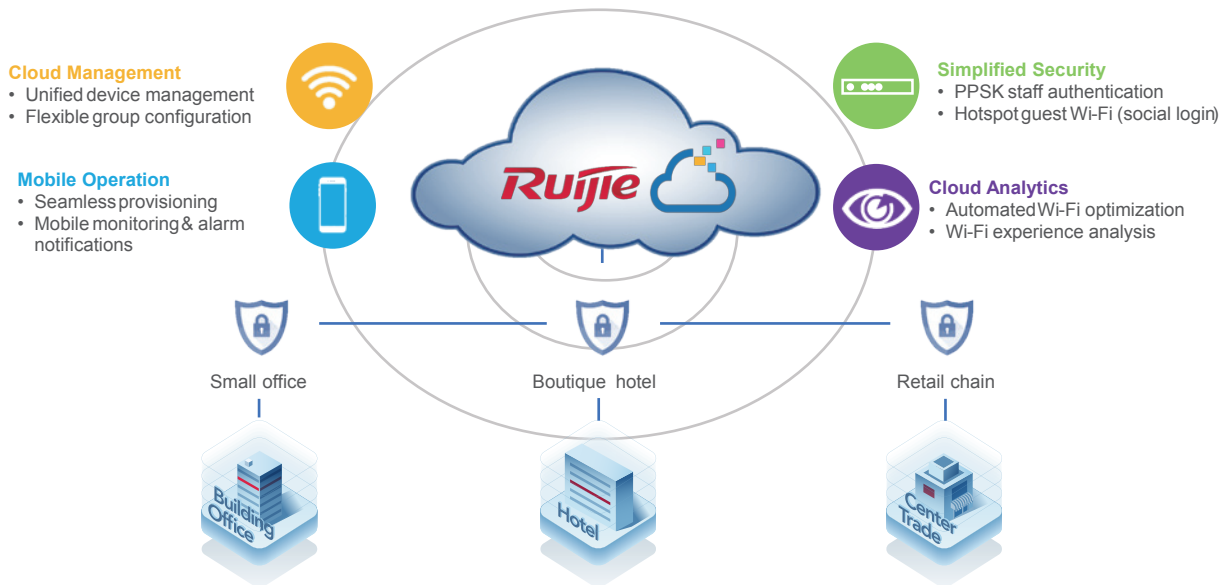 Cloud Management
• Unified device management
• Flexible group configuration
Mobile Operation
• Seamless provisioning
• Mobile monitoring & alarm
notifications
Ruijie
Simplified Security
• PPSK staff authentication
• Hotspot guest Wi-Fi (social login)
Cloud Analytics
• Automated Wi-Fi optimization
• Wi-Fi experience analysis
Small office
Boutique hotel
Retail chain
Building
Office
Hotel
Center
Trade